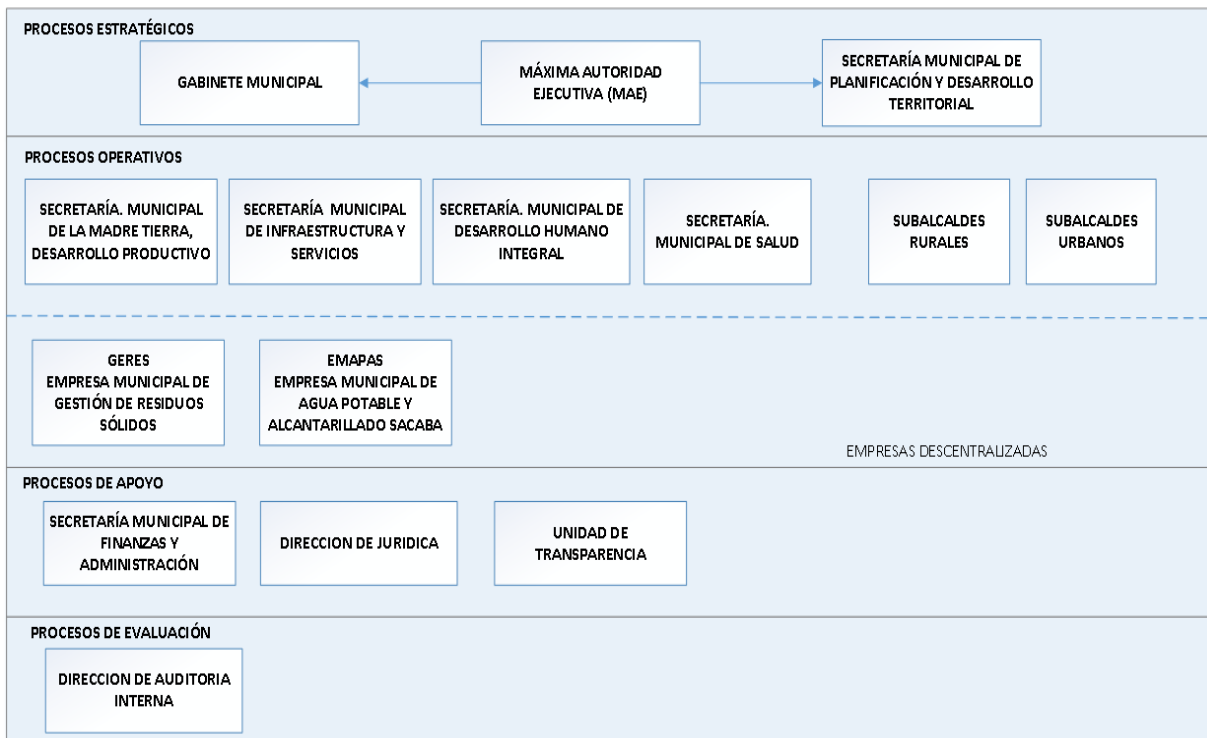 PROCESOS ESTRATÉGICOS
GABINETE MUNICIPAL
MÁXIMA AUTORIDAD
EJECUTIVA (MAE)
SECRETARÍA MUNICIPAL DE
PLANIFICACIÓN Y DESARROLLO
TERRITORIAL
PROCESOS OPERATIVOS
SECRETARÍA. MUNICIPAL
DE LA MADRE TIERRA,
DESARROLLO PRODUCTIVO
SECRETARÍA MUNICIPAL
DE INFRAESTRUCTURA Y
SERVICIOS
SECRETARÍA. MUNICIPAL DE
DESARROLLO HUMANO
INTEGRAL
SECRETARÍA.
MUNICIPAL DE SALUD
SUBALCALDES
RURALES
SUBALCALDES
URBANOS
GERES
EMPRESA MUNICIPAL DE
GESTIÓN DE RESIDUOS
SÓLIDOS
EMAPAS
EMPRESA MUNICIPAL DE
AGUA POTABLE Y
ALCANTARILLADO SACABA
EMPRESAS DESCENTRALIZADAS
PROCESOS DE APOYO
SECRETARÍA MUNICIPAL DE
FINANZAS Y
ADMINISTRACIÓN
DIRECCION DE JURIDICA
UNIDAD DE
TRANSPARENCIA
PROCESOS DE EVALUACIÓN
DIRECCION DE AUDITORIA
INTERNA